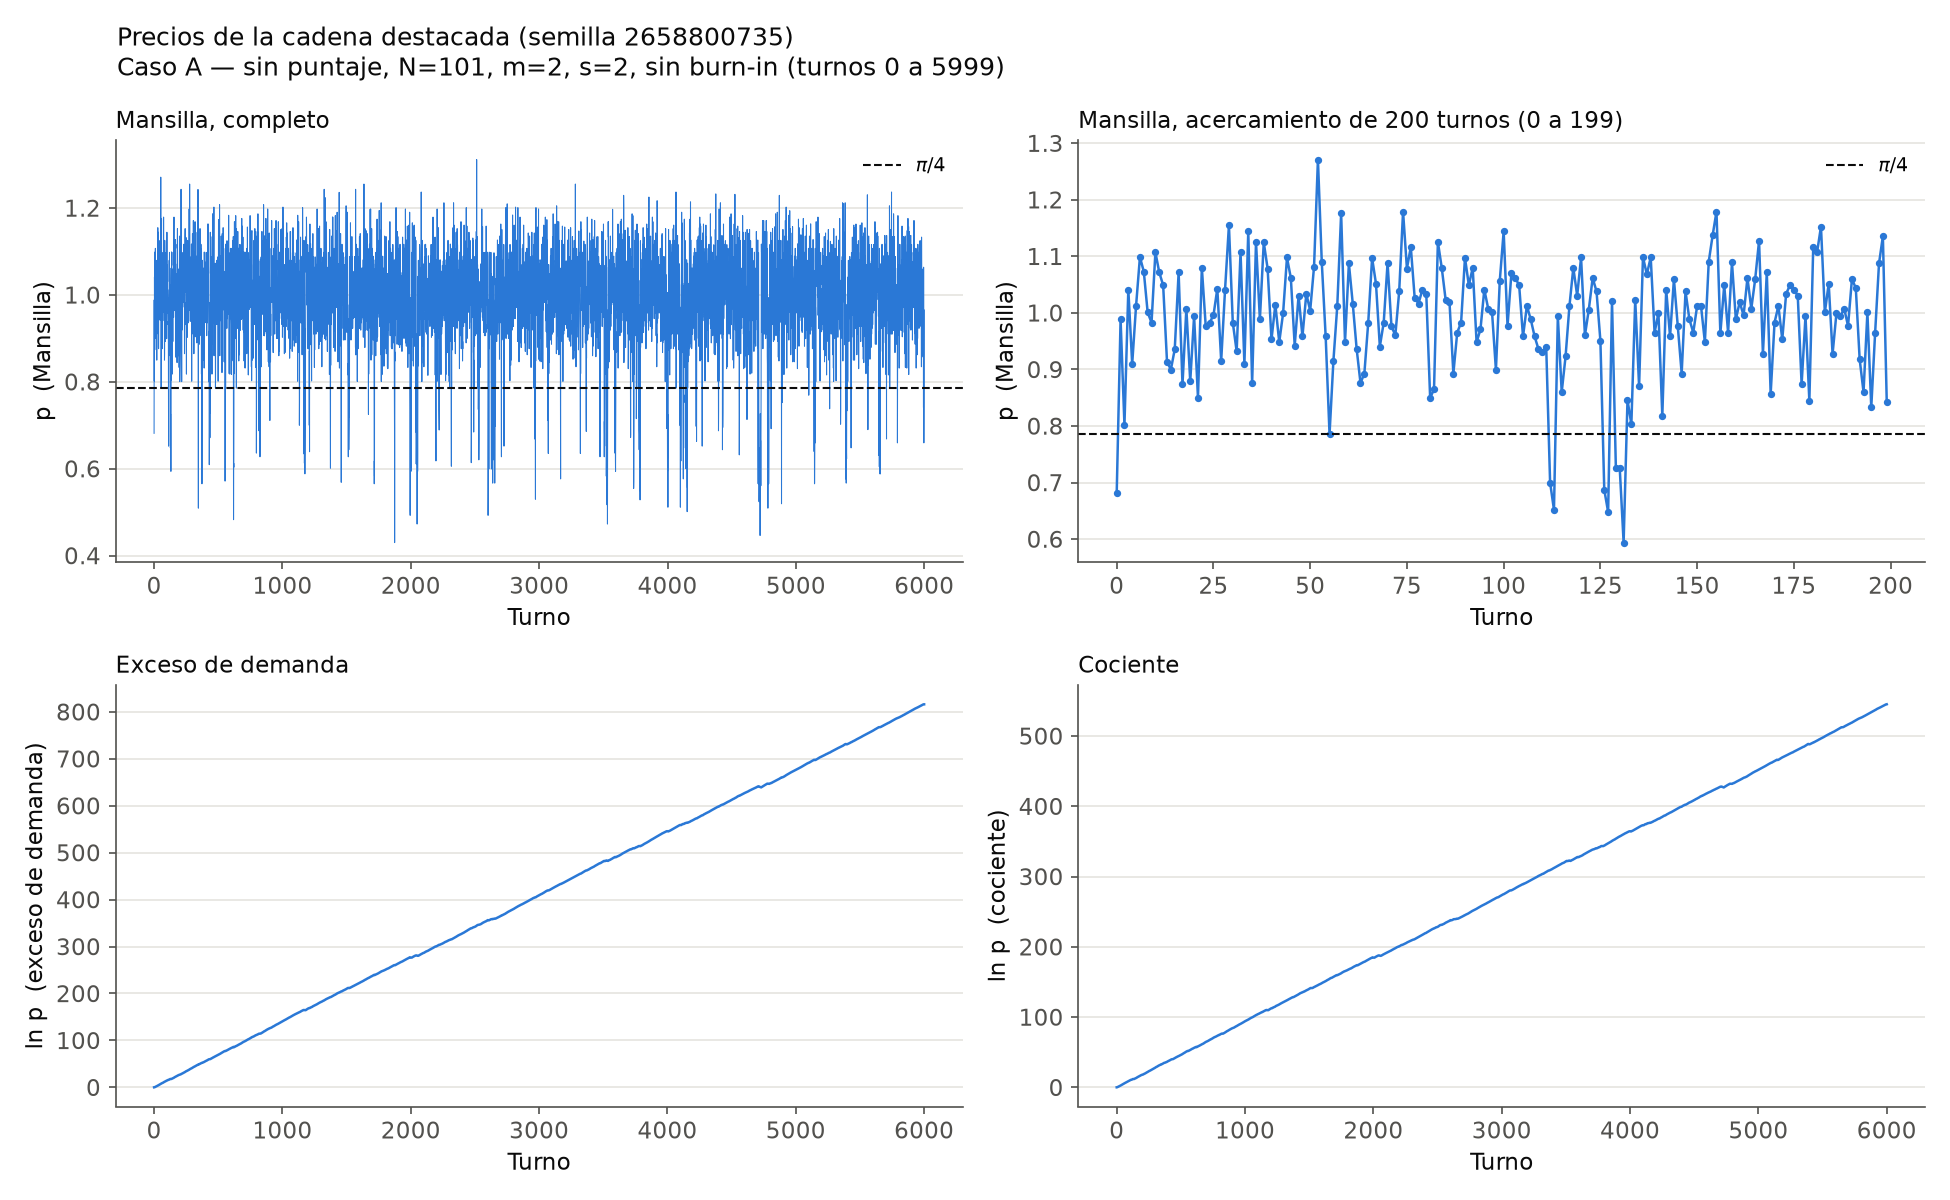 Precios de la cadena destacada (semilla 2658800735)
Caso A — sin puntaje, N=101, m=2, s=2, sin burn-in (turnos 0 a 5999)
Mansilla, completo
π/4
1.2
1.0
0.8
0.6
0.4
p (Mansilla)
0 1000 2000 3000 4000 5000 6000
Turno
Mansilla, acercamiento de 200 turnos (0 a 199)
π/4
1.3
1.2
1.1
1.0
0.9
0.8
0.7
0.6
p (Mansilla)
0 25 50 75 100 125 150 175 200
Turno
Exceso de demanda
800
700
600
500
400
300
200
100
0
ln p (exceso de demanda)
0 1000 2000 3000 4000 5000 6000
Turno
Cociente
500
400
300
200
100
0
ln p (cociente)
0 1000 2000 3000 4000 5000 6000
Turno